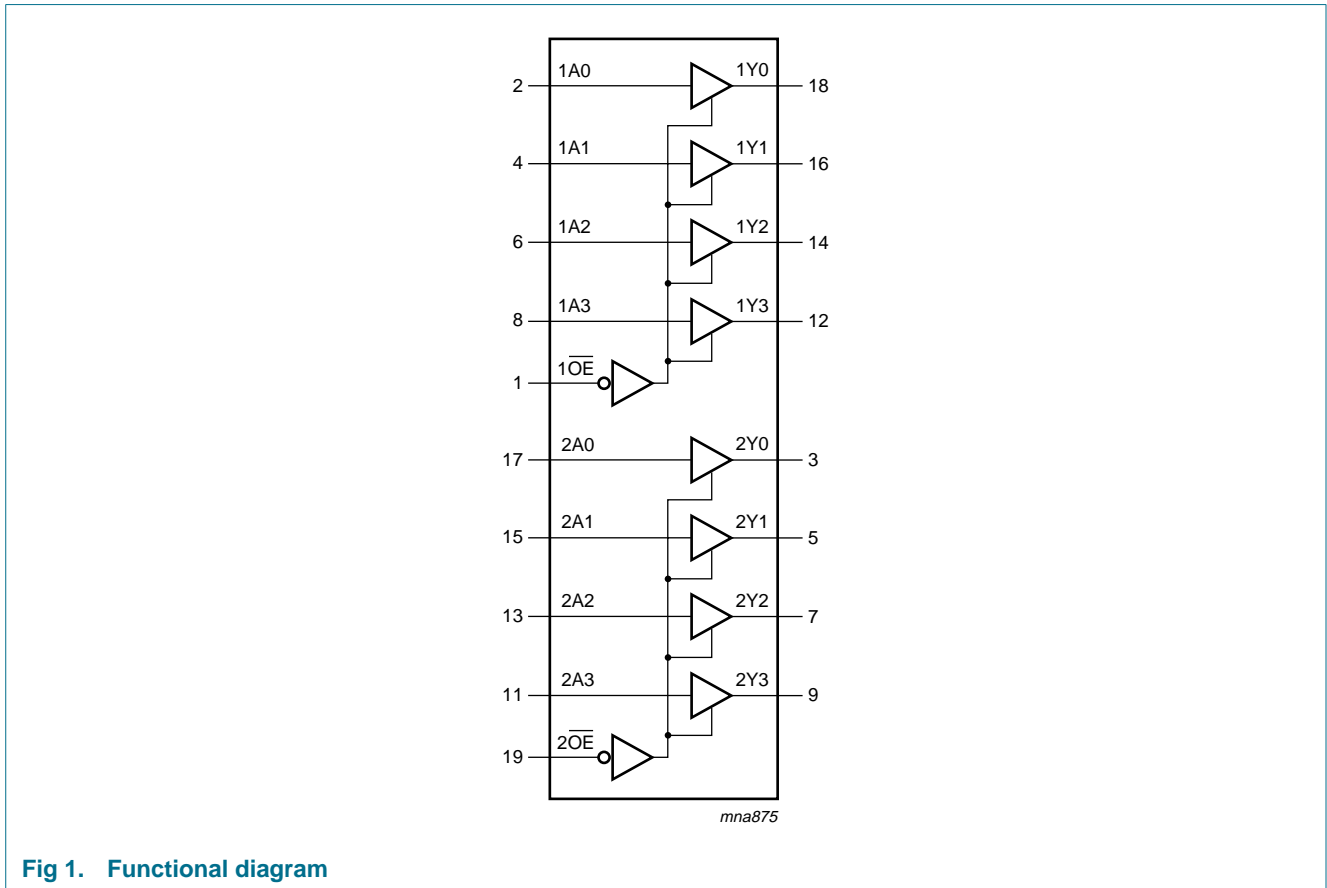 2 1A0 1Y0 18
4 1A1 1Y1 16
6 1A2 1Y2 14
8 1A3 1Y3 12
1 1O̅E̅
17 2A0 2Y0 3
15 2A1 2Y1 5
13 2A2 2Y2 7
11 2A3 2Y3 9
19 2O̅E̅
mna875
Fig 1. Functional diagram